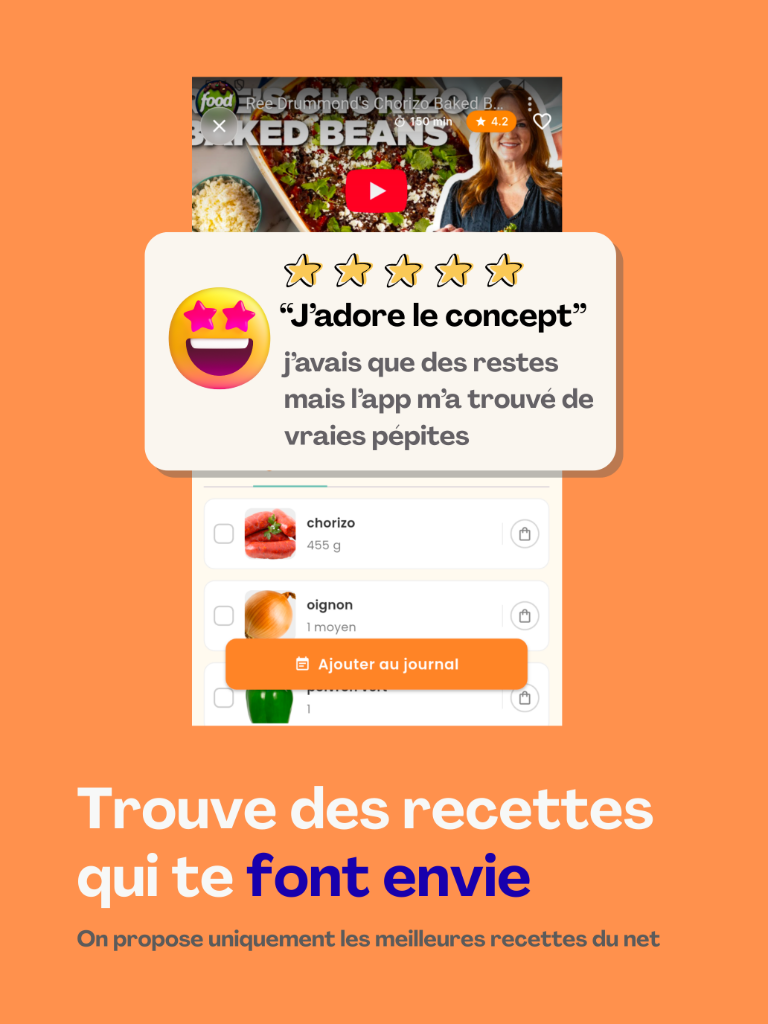 food
Ree Drummond's Chorizo Baked B...
150 min
4.2
BAKED BEANS
“J’adore le concept”
j’avais que des restes
mais l’app m’a trouvé de
vraies pépites
chorizo
455 g
oignon
1 moyen
Ajouter au journal
poivron vert
1
Trouve des recettes
qui te font envie
On propose uniquement les meilleures recettes du net